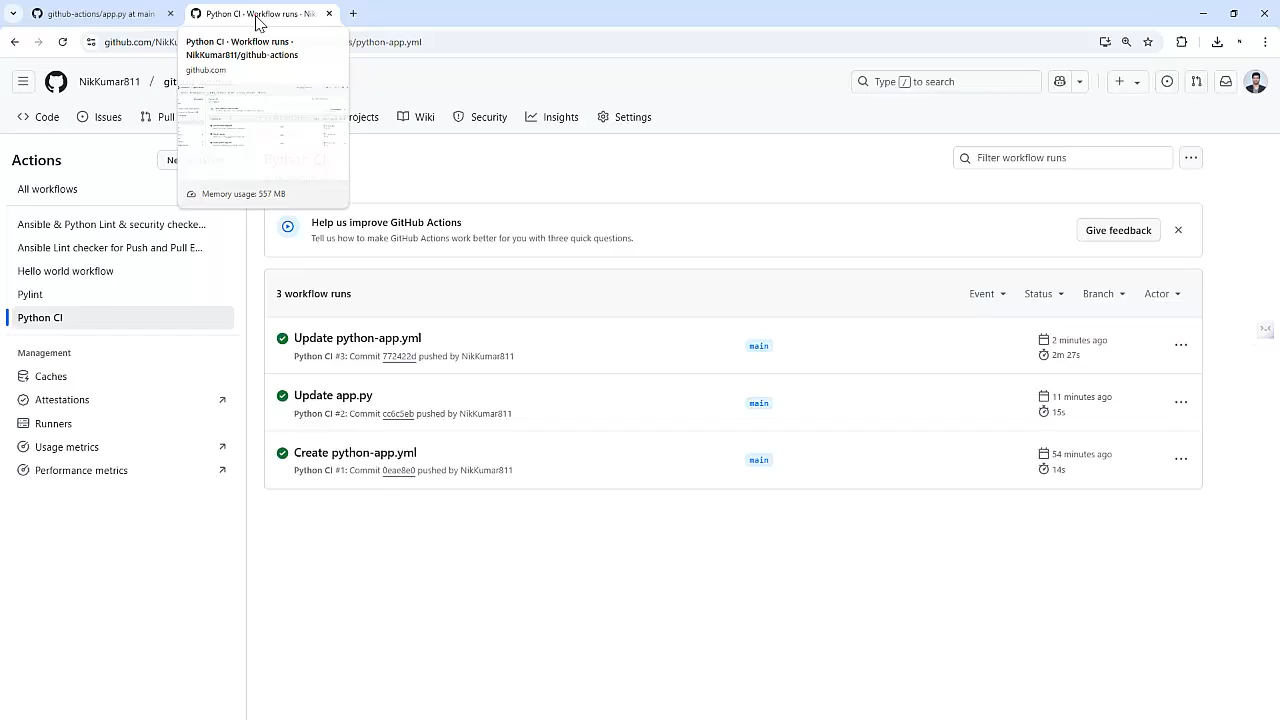 github-actions/app.py at main
Python CI · Workflow runs · Nik
github.com/NikKu
s/python-app.yml
Python CI · Workflow runs ·
NikKumar811/github-actions
github.com
Memory usage: 557 MB
NikKumar811 /
Type / to search
Code
Issues
Security
Insights
Settings
Actions
Python CI
Filter workflow runs
All workflows
Ansible & Python Lint & security checke...
Ansible Lint checker for Push and Pull E...
Hello world workflow
Pylint
Python CI
Management
Caches
Attestations
Runners
Usage metrics
Performance metrics
Help us improve GitHub Actions
Tell us how to make GitHub Actions work better for you with three quick questions.
Give feedback
3 workflow runs
Event
Status
Branch
Actor
Update python-app.yml
Python CI #3: Commit 772422d pushed by NikKumar811
main
2 minutes ago
2m 27s
Update app.py
Python CI #2: Commit cc6c5eb pushed by NikKumar811
main
11 minutes ago
15s
Create python-app.yml
Python CI #1: Commit 0eae8e0 pushed by NikKumar811
main
54 minutes ago
14s